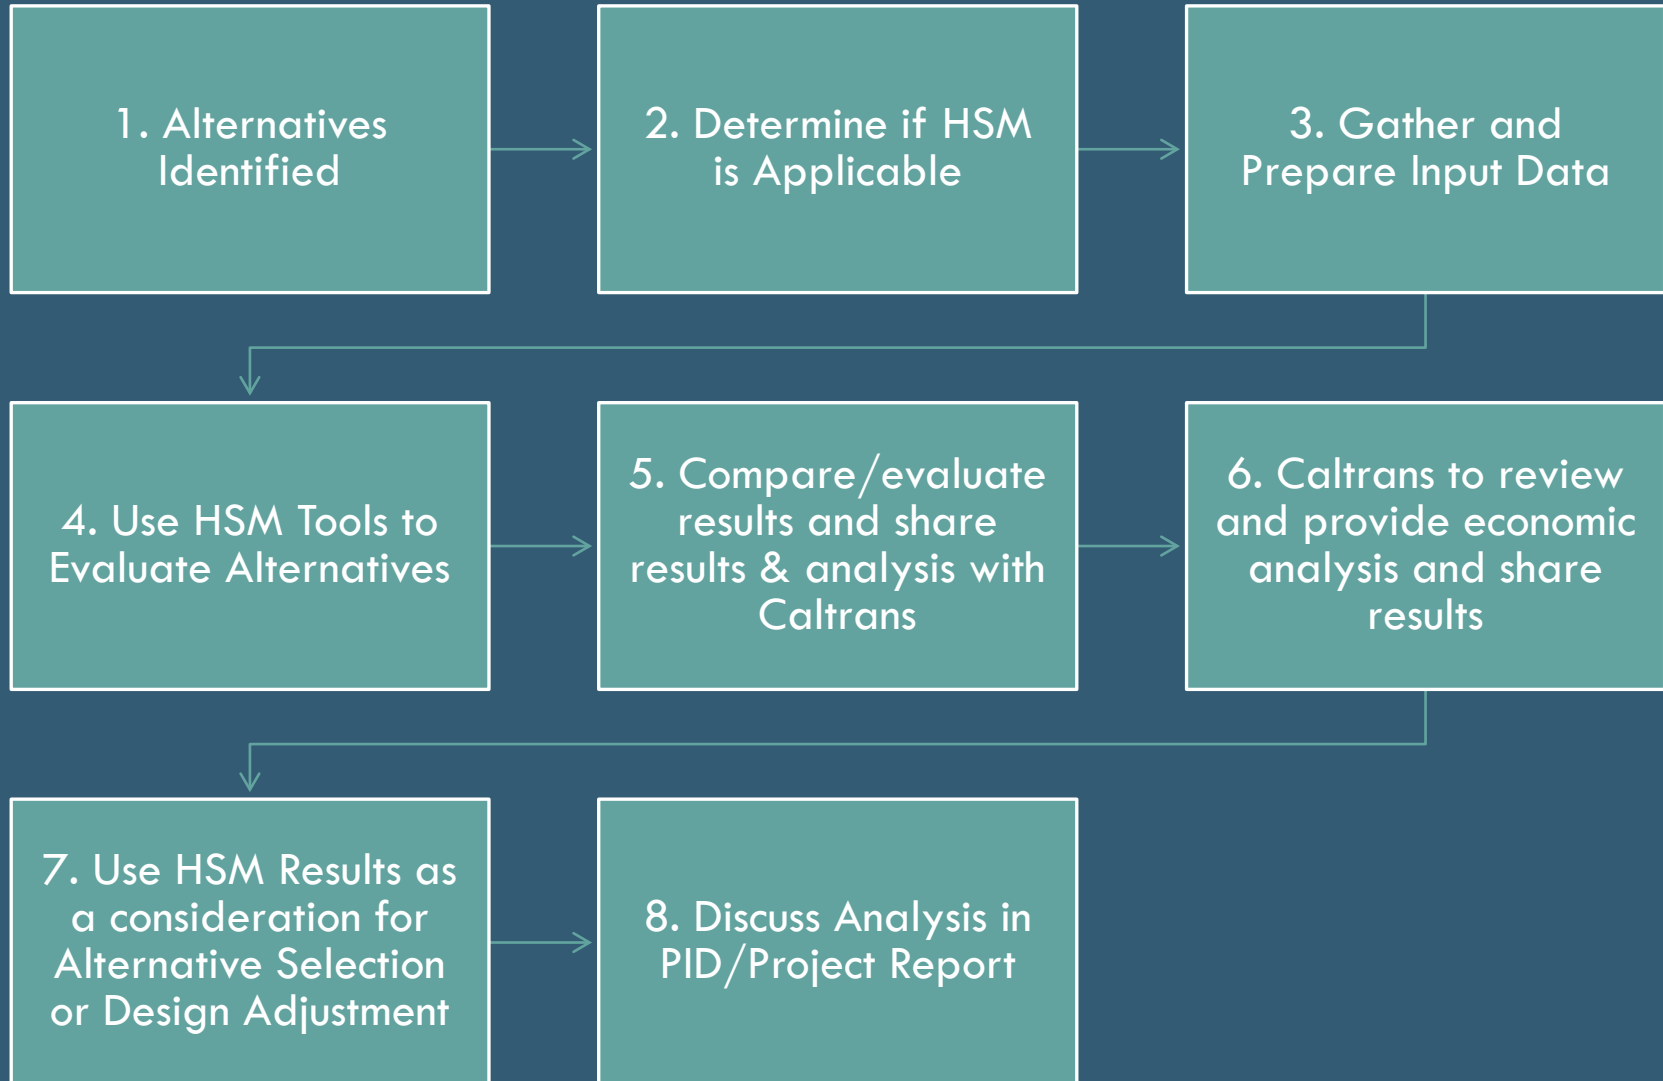 1. Alternatives
Identified
2. Determine if HSM
is Applicable
3. Gather and
Prepare Input Data
4. Use HSM Tools to
Evaluate Alternatives
5. Compare/evaluate
results and share
results & analysis with
Caltrans
6. Caltrans to review
and provide economic
analysis and share
results
7. Use HSM Results as
a consideration for
Alternative Selection
or Design Adjustment
8. Discuss Analysis in
PID/Project Report